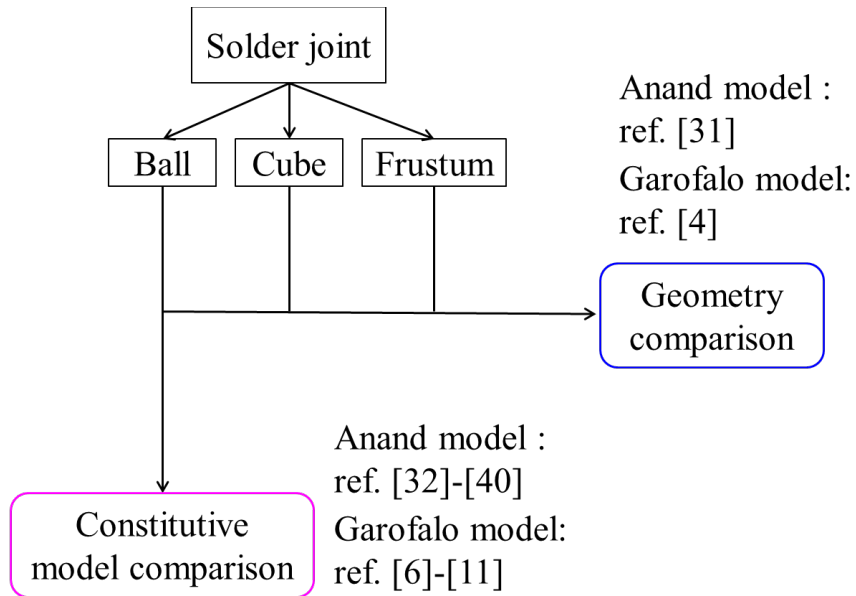 Solder joint
Ball
Cube
Frustum
Anand model :
ref. [31]
Garofalo model:
ref. [4]
Geometry
comparison
Anand model :
ref. [32]-[40]
Garofalo model:
ref. [6]-[11]
Constitutive
model comparison